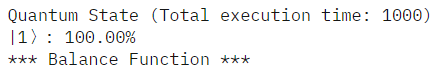 Quantum State (Total execution time: 1000)
|1⟩: 100.00%
*** Balance Function ***